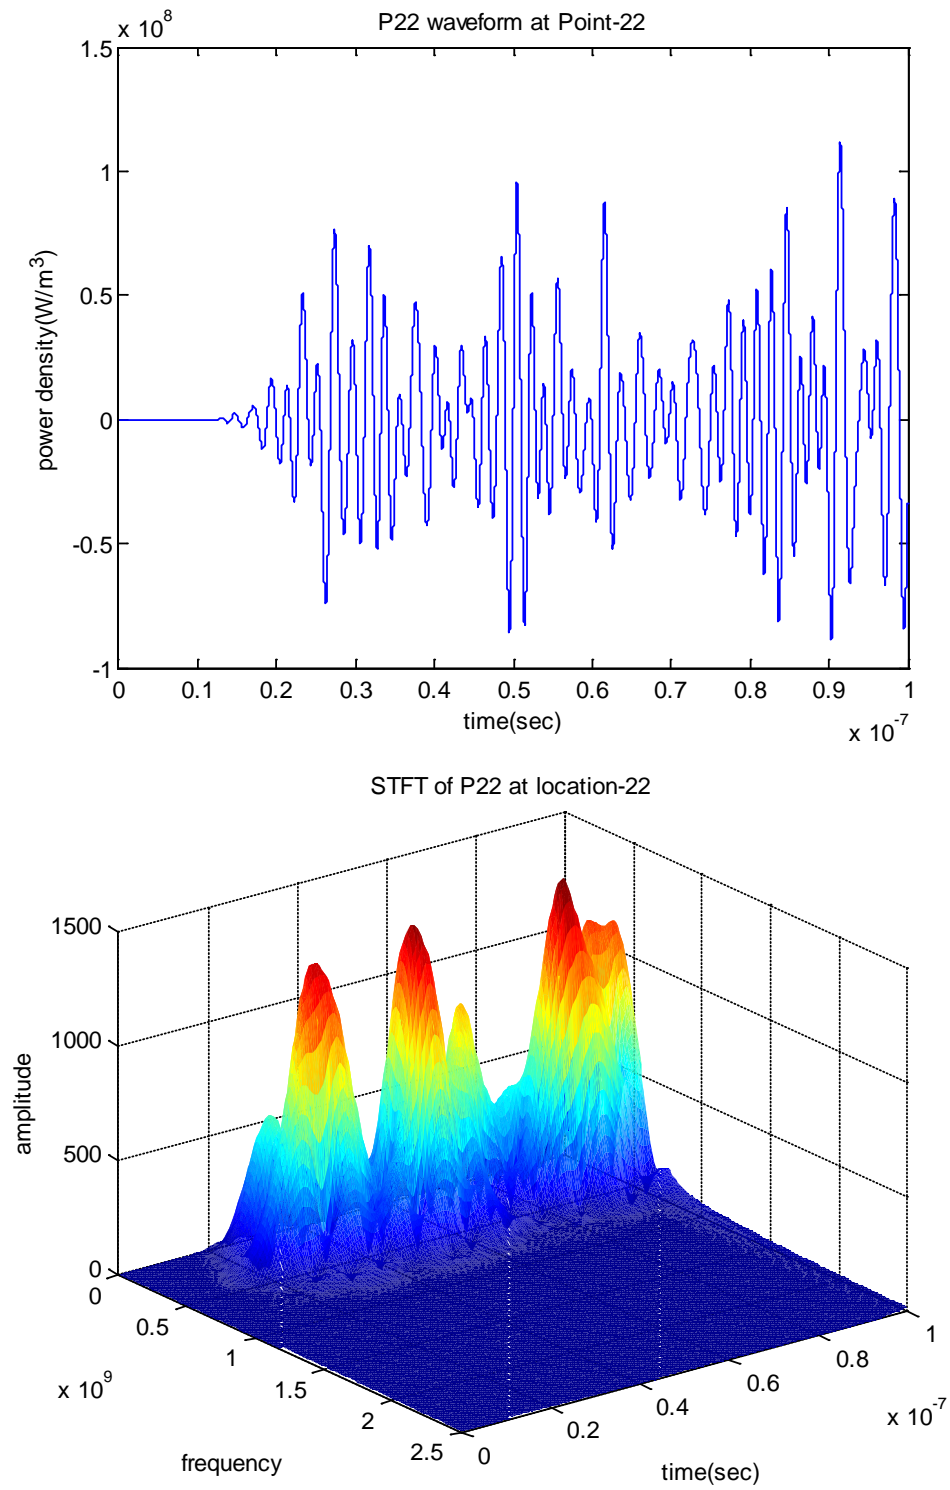 x 10^8
P22 waveform at Point-22
1.5
1
0.5
0
-0.5
-1
power density(W/m^3)
0 0.1 0.2 0.3 0.4 0.5 0.6 0.7 0.8 0.9 1
time(sec)
x 10^-7
STFT of P22 at location-22
1500
1000
500
0
amplitude
0
0.5
1
1.5
2
2.5
x 10^9
frequency
0
0.2
0.4
0.6
0.8
1
x 10^-7
time(sec)